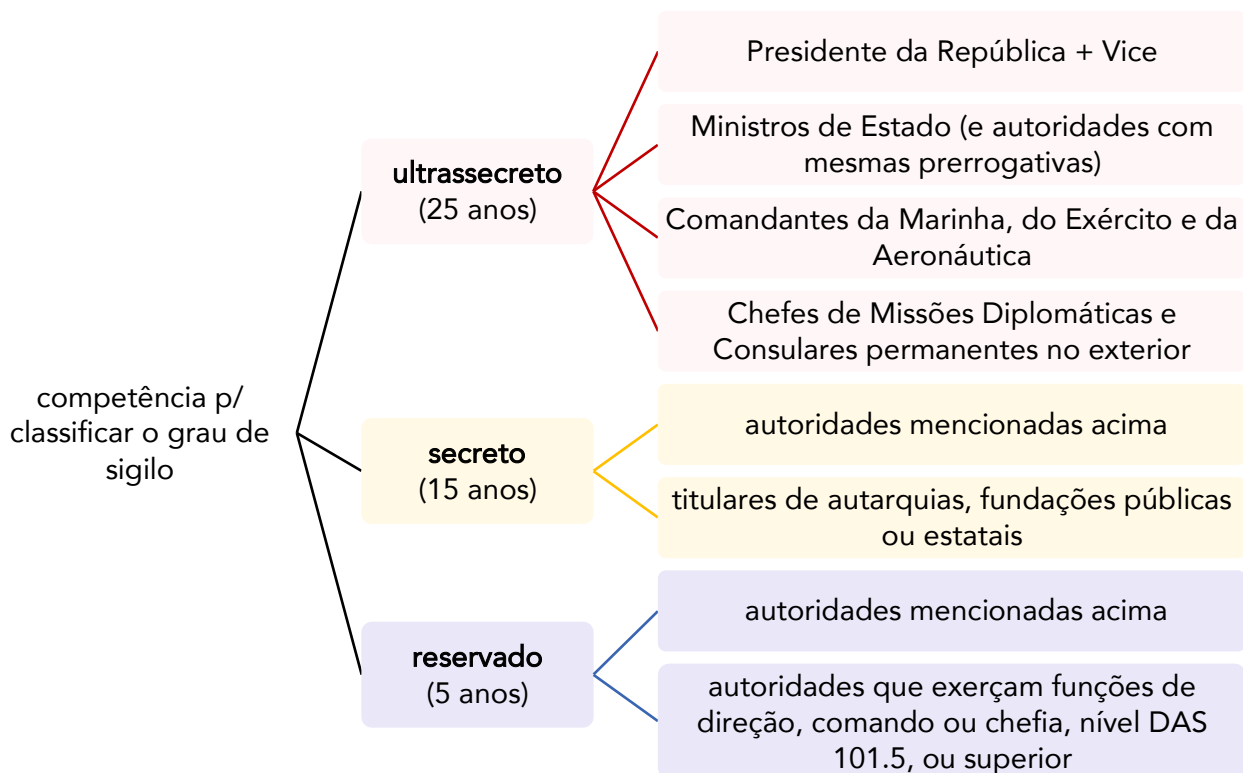 competência p/
classificar o grau de
sigilo
ultrassecreto
(25 anos)
Presidente da República + Vice
Ministros de Estado (e autoridades com
mesmas prerrogativas)
Comandantes da Marinha, do Exército e da
Aeronáutica
Chefes de Missões Diplomáticas e
Consulares permanentes no exterior
secreto
(15 anos)
autoridades mencionadas acima
titulares de autarquias, fundações públicas
ou estatais
reservado
(5 anos)
autoridades mencionadas acima
autoridades que exerçam funções de
direção, comando ou chefia, nível DAS
101.5, ou superior